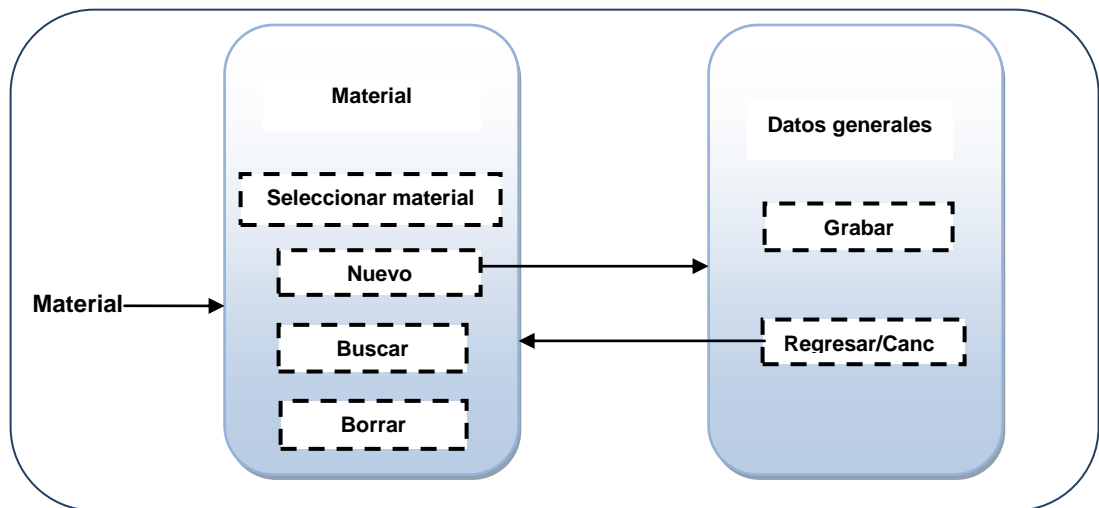 Material
Material
Seleccionar material
Nuevo
Buscar
Borrar
Datos generales
Grabar
Regresar/Canc